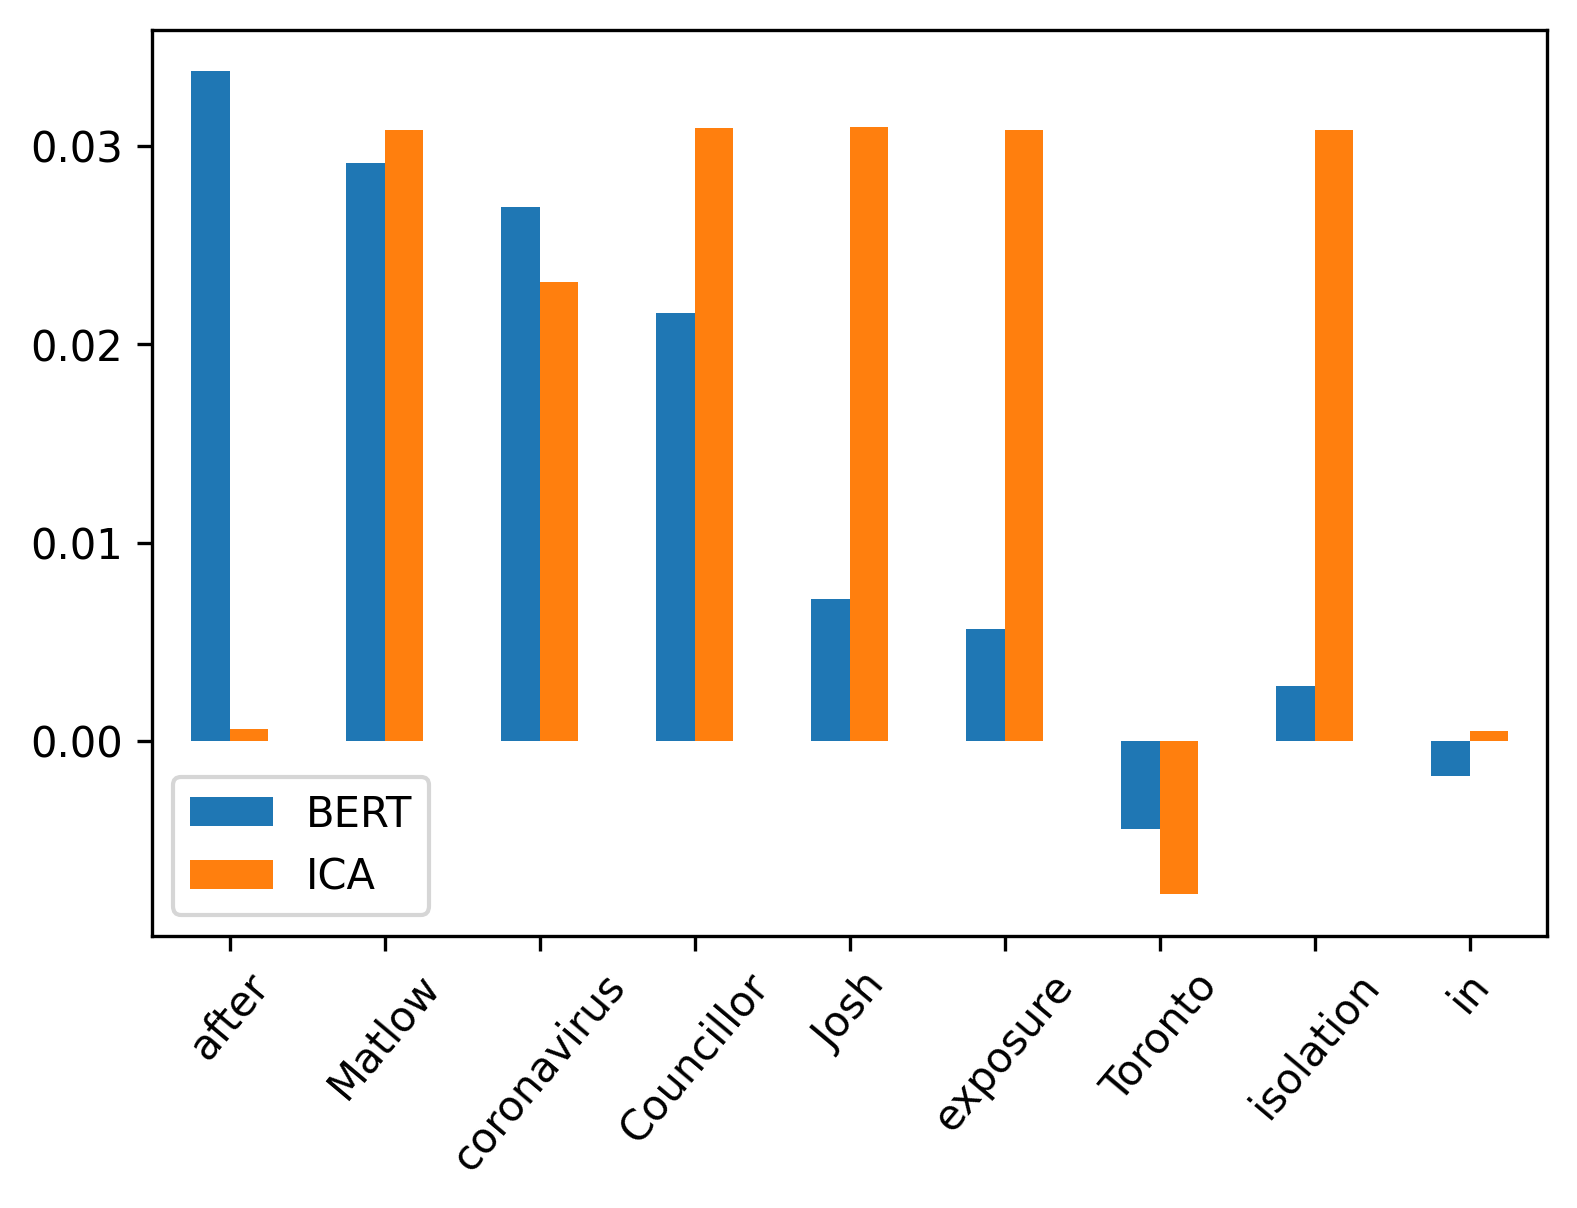 0.03
0.02
0.01
0.00
BERT
ICA
after
Matlow
coronavirus
Councillor
Josh
exposure
Toronto
isolation
in